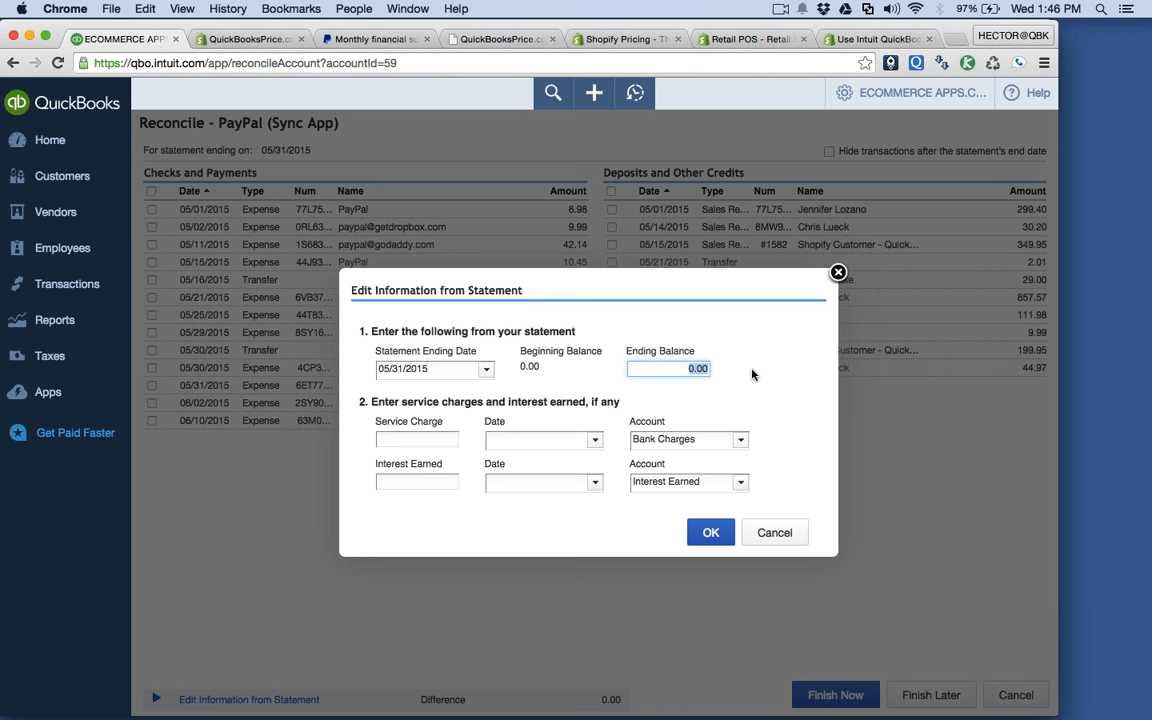 Chrome File Edit View History Bookmarks People Window Help 97% Wed 1:46 PM
ECOMMERCE APP × QuickBooksPrice.c × Monthly financial s × QuickBooksPrice.c × Shopify Pricing - Th × Retail POS - Retail × Use Intuit QuickBo × HECTOR@QBK
https://qbo.intuit.com/app/reconcileAccount?accountId=59
qb QuickBooks ECOMMERCE APPS.C... Help
Home
Customers
Vendors
Employees
Transactions
Reports
Taxes
Apps
Get Paid Faster
Reconcile - PayPal (Sync App)
For statement ending on: 05/31/2015 Hide transactions after the statement's end date
Checks and Payments Deposits and Other Credits
Date Type Num Name Amount Date Type Num Name Amount
05/01/2015 Expense 77L75... PayPal 8.98 05/01/2015 Sales Re... 77L75... Jennifer Lozano 299.40
05/02/2015 Expense 0RL63... paypal@getdropbox.com 9.99 05/14/2015 Sales Re... 8MW9... Chris Lueck 30.20
05/11/2015 Expense 1S683... paypal@godaddy.com 42.14 05/15/2015 Sales Re... #1582 Shopify Customer - Quick... 349.95
05/15/2015 Expense 44J93... PayPal 10.45 05/21/2015 Transfer 2.01
05/16/2015 Transfer 29.00
05/21/2015 Expense 6VB37... ck 857.57
05/25/2015 Expense 44T83... 111.98
05/29/2015 Expense 8SY16... 9.99
05/30/2015 Transfer ustomer - Quick... 199.95
05/30/2015 Expense 4CP3... ck 44.97
05/31/2015 Expense 6ET77...
06/02/2015 Expense 2SY90...
06/10/2015 Expense 63M0...
Edit Information from Statement
1. Enter the following from your statement
Statement Ending Date Beginning Balance Ending Balance
05/31/2015 0.00 0.00
2. Enter service charges and interest earned, if any
Service Charge Date Account
Bank Charges
Interest Earned Date Account
Interest Earned
OK Cancel
Edit Information from Statement Difference 0.00 Finish Now Finish Later Cancel